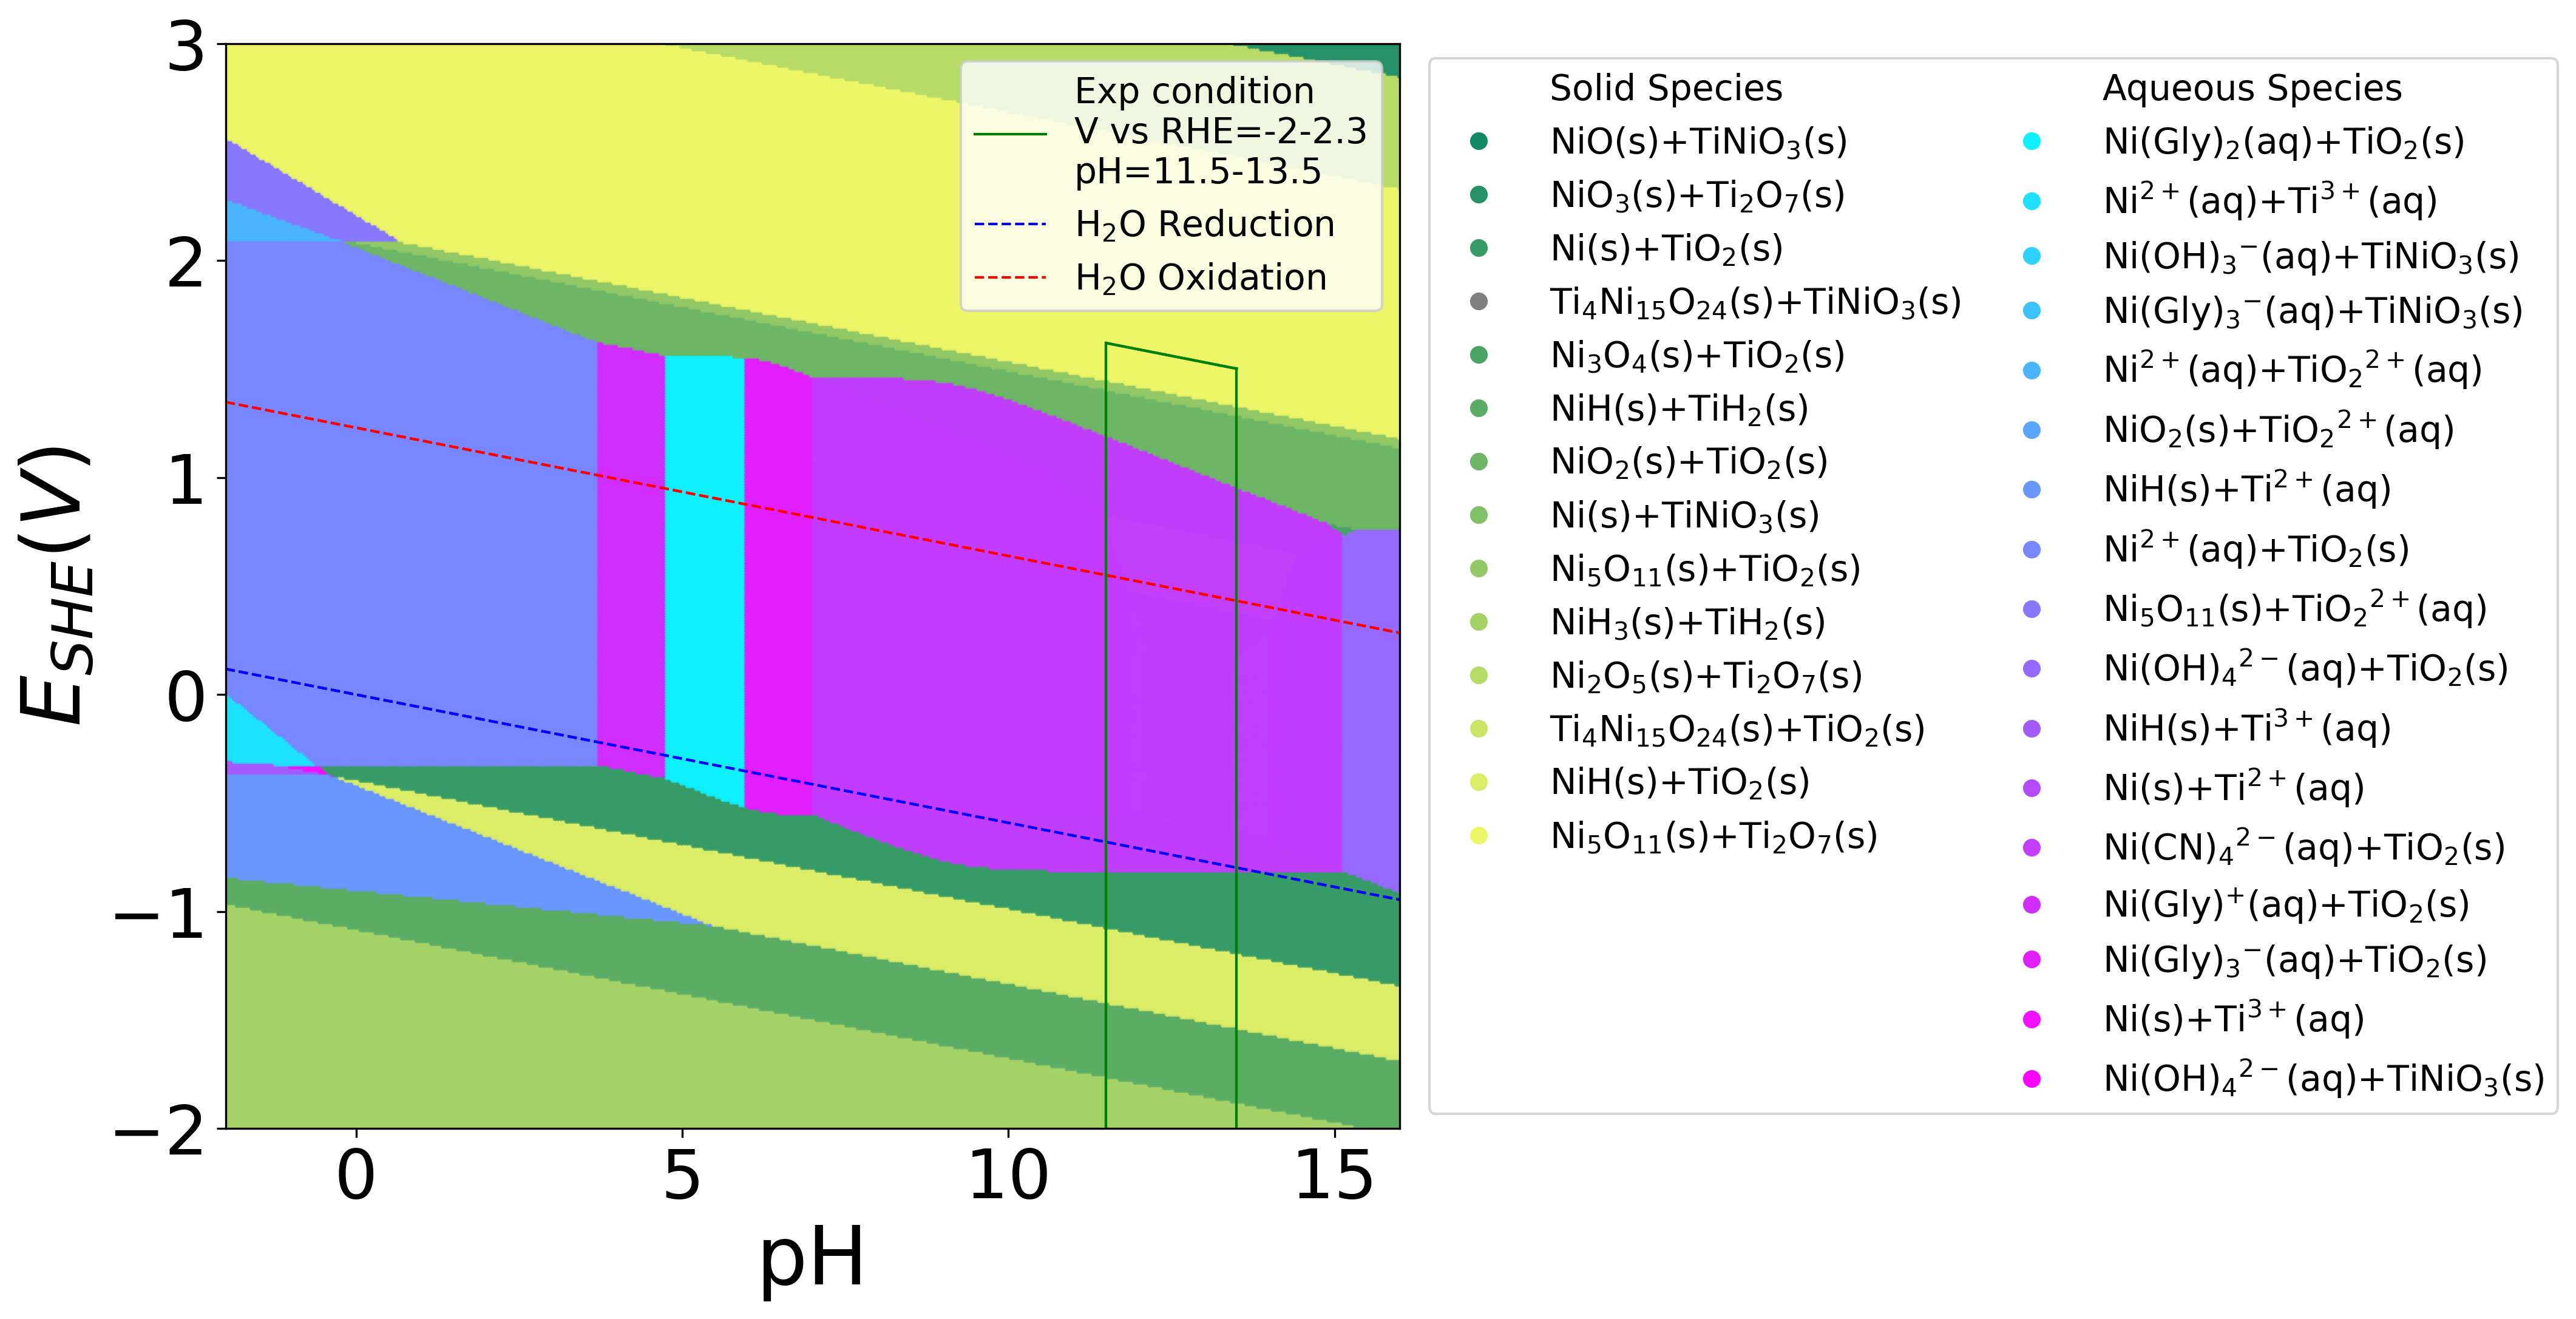 3
2
1
0
−1
−2
E_SHE(V)
0
5
10
15
pH
Exp condition
V vs RHE=-2-2.3
pH=11.5-13.5
H₂O Reduction
H₂O Oxidation
Solid Species
NiO(s)+TiNiO₃(s)
NiO₃(s)+Ti₂O₇(s)
Ni(s)+TiO₂(s)
Ti₄Ni₁₅O₂₄(s)+TiNiO₃(s)
Ni₃O₄(s)+TiO₂(s)
NiH(s)+TiH₂(s)
NiO₂(s)+TiO₂(s)
Ni(s)+TiNiO₃(s)
Ni₅O₁₁(s)+TiO₂(s)
NiH₃(s)+TiH₂(s)
Ni₂O₅(s)+Ti₂O₇(s)
Ti₄Ni₁₅O₂₄(s)+TiO₂(s)
NiH(s)+TiO₂(s)
Ni₅O₁₁(s)+Ti₂O₇(s)
Aqueous Species
Ni(Gly)₂(aq)+TiO₂(s)
Ni²⁺(aq)+Ti³⁺(aq)
Ni(OH)₃⁻(aq)+TiNiO₃(s)
Ni(Gly)₃⁻(aq)+TiNiO₃(s)
Ni²⁺(aq)+TiO₂²⁺(aq)
NiO₂(s)+TiO₂²⁺(aq)
NiH(s)+Ti²⁺(aq)
Ni²⁺(aq)+TiO₂(s)
Ni₅O₁₁(s)+TiO₂²⁺(aq)
Ni(OH)₄²⁻(aq)+TiO₂(s)
NiH(s)+Ti³⁺(aq)
Ni(s)+Ti²⁺(aq)
Ni(CN)₄²⁻(aq)+TiO₂(s)
Ni(Gly)⁺(aq)+TiO₂(s)
Ni(Gly)₃⁻(aq)+TiO₂(s)
Ni(s)+Ti³⁺(aq)
Ni(OH)₄²⁻(aq)+TiNiO₃(s)